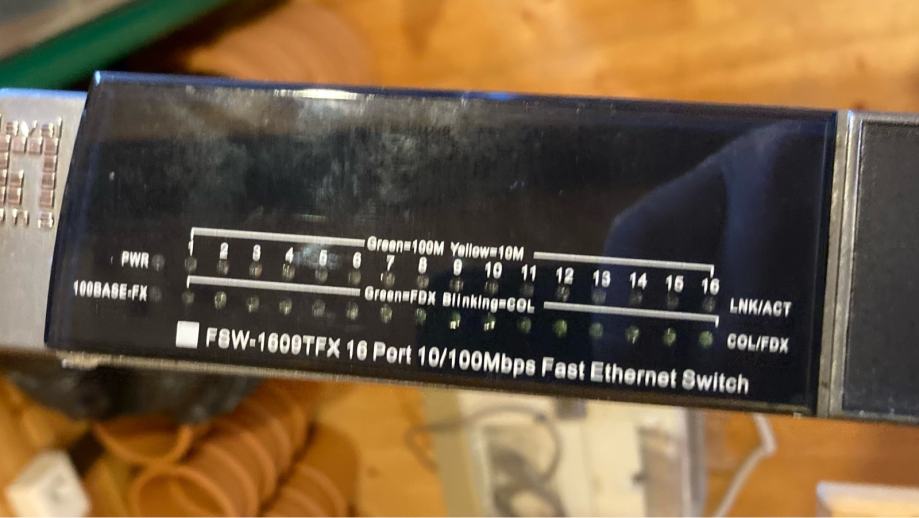 Green=100M Yellow=10M
PWR 2 3 4 5 6 7 8 9 10 11 12 13 14 15 16 LNK/ACT
100BASE-FX Green=FDX Blinking=COL COL/FDX
FSW-1609TFX 16 Port 10/100Mbps Fast Ethernet Switch